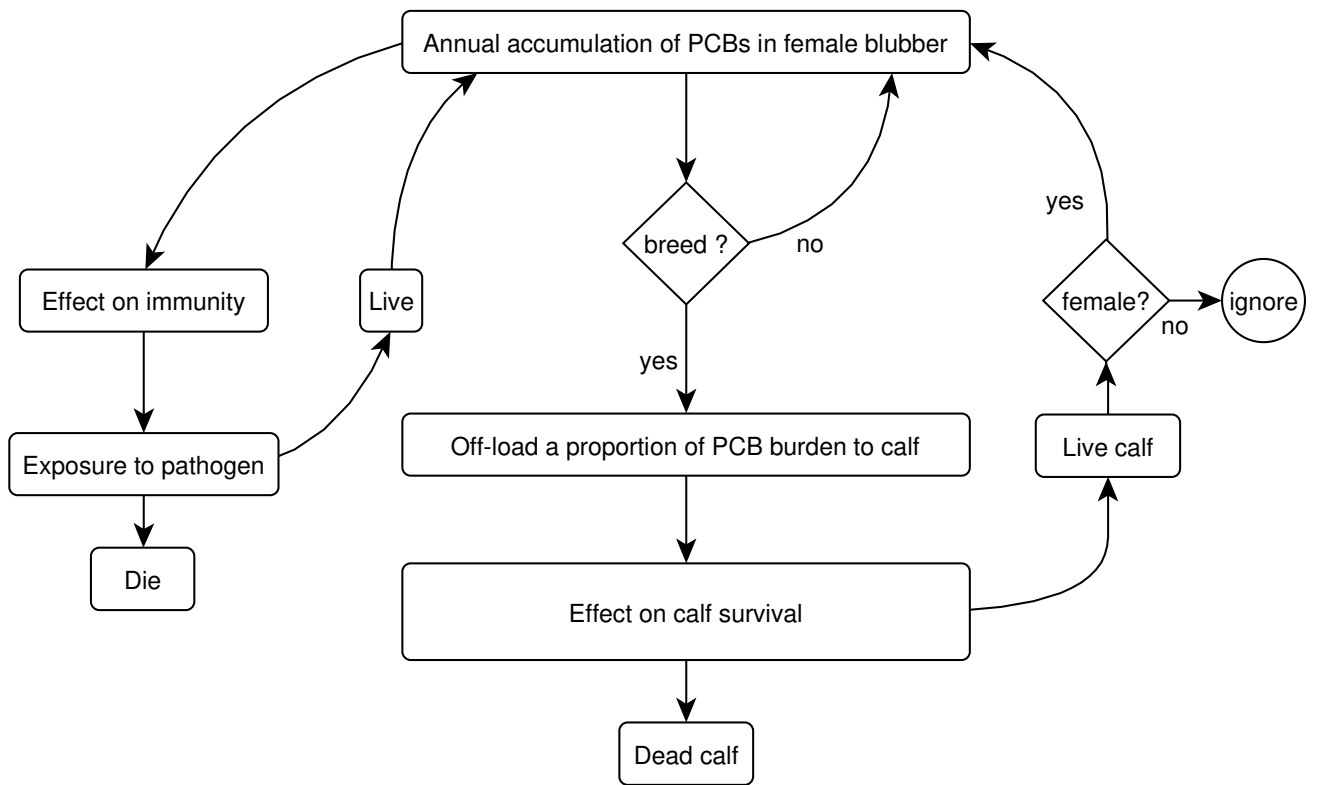 Annual accumulation of PCBs in female blubber
breed ?
no
yes
Effect on immunity
Live
Exposure to pathogen
Die
Off-load a proportion of PCB burden to calf
Effect on calf survival
Dead calf
Live calf
female?
yes
no
ignore